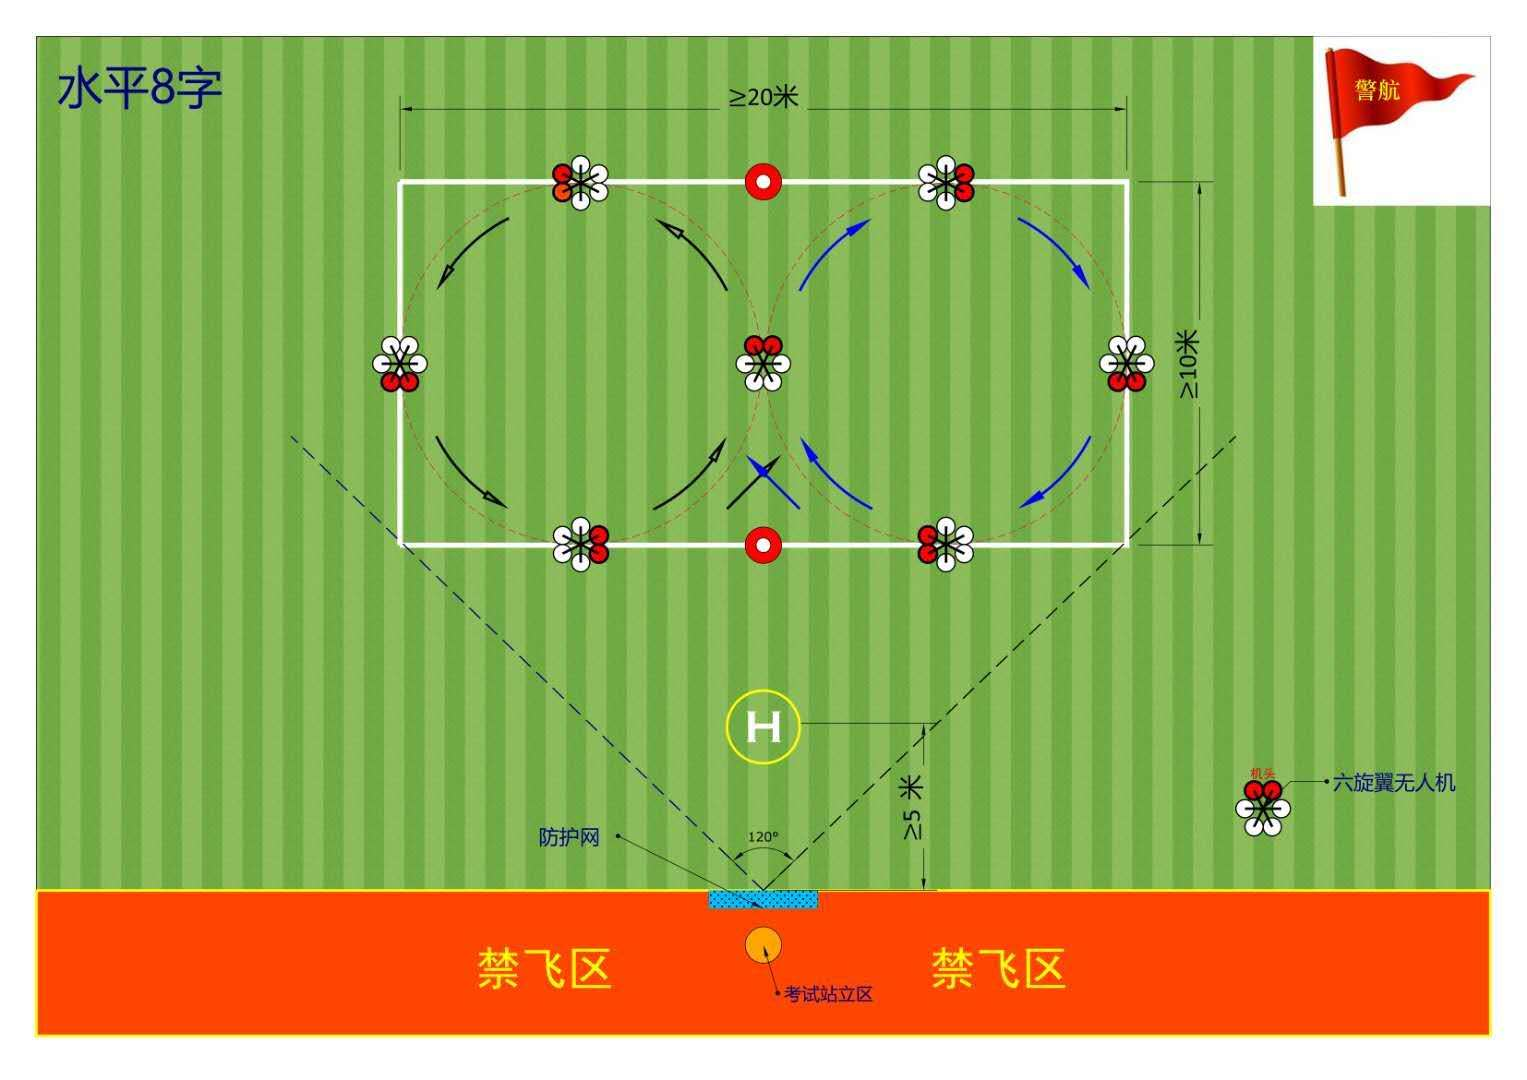 水平8字
≥20米
警航
≥10米
H
机头
六旋翼无人机
≥5 米
防护网
120°
禁飞区
禁飞区
考试站立区